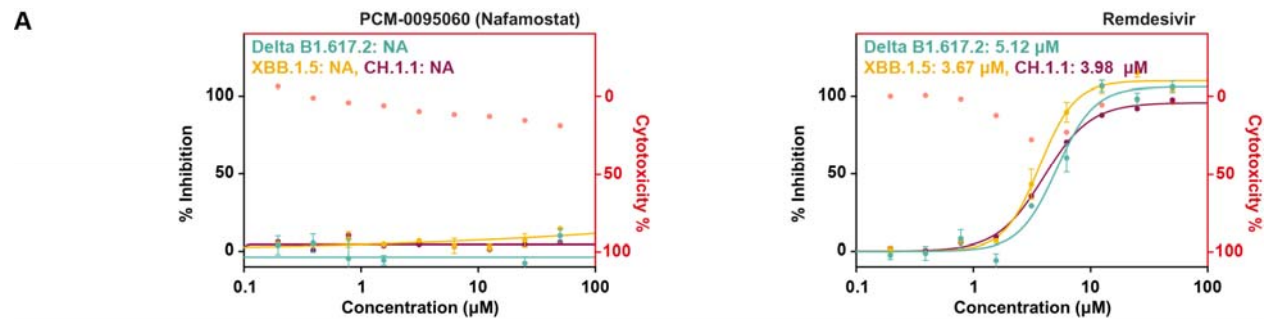 A
PCM-0095060 (Nafamostat)
Delta B1.617.2: NA
XBB.1.5: NA, CH.1.1: NA
% Inhibition
100
50
0
0
50
100
Cytotoxicity %
0.1
1
10
100
Concentration (µM)
Remdesivir
Delta B1.617.2: 5.12 µM
XBB.1.5: 3.67 µM, CH.1.1: 3.98 µM
% Inhibition
100
50
0
0
50
100
Cytotoxicity %
0.1
1
10
100
Concentration (µM)